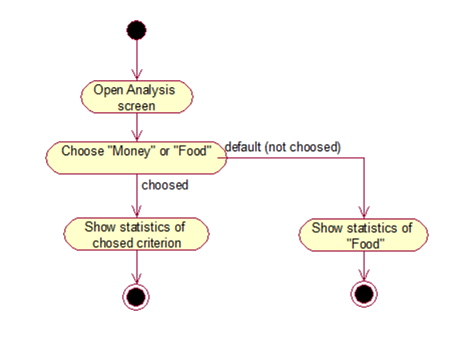 Open Analysis
screen
Choose "Money" or "Food"
default (not choosed)
choosed
Show statistics of
chosed criterion
Show statistics of
"Food"